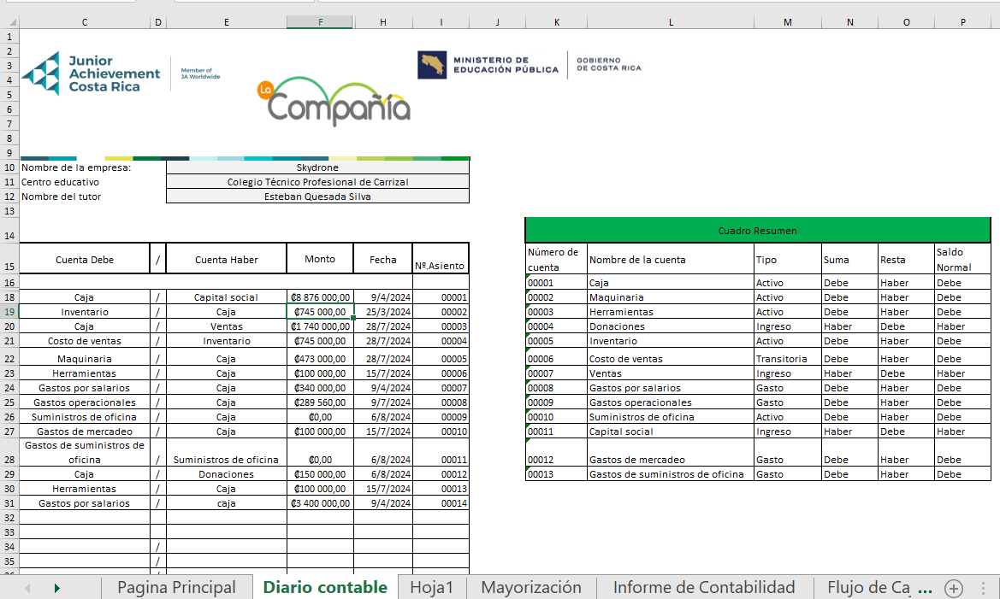 C D E F H I J K L M N O P
1
2
3
4
5
6
7
8
9
Junior
Achievement
Costa Rica
Member of
JA Worldwide
La
Compañía
MINISTERIO DE
EDUCACIÓN PÚBLICA
GOBIERNO
DE COSTA RICA
10 Nombre de la empresa: Skydrone
11 Centro educativo Colegio Técnico Profesional de Carrizal
12 Nombre del tutor Esteban Quesada Silva
13
14 Cuadro Resumen
15 Cuenta Debe / Cuenta Haber Monto Fecha Nº.Asiento
Número de cuenta Nombre de la cuenta Tipo Suma Resta Saldo Normal
16 00001 Caja Activo Debe Haber Debe
18 Caja / Capital social ₡8 876 000,00 9/4/2024 00001 00002 Maquinaria Activo Debe Haber Debe
19 Inventario / Caja ₡745 000,00 25/3/2024 00002 00003 Herramientas Activo Debe Haber Debe
20 Caja / Ventas ₡1 740 000,00 28/7/2024 00003 00004 Donaciones Ingreso Haber Debe Haber
21 Costo de ventas / Inventario ₡745 000,00 28/7/2024 00004 00005 Inventario Activo Debe Haber Debe
22 Maquinaria / Caja ₡473 000,00 28/7/2024 00005 00006 Costo de ventas Transitoria Debe Haber Debe
23 Herramientas / Caja ₡100 000,00 15/7/2024 00006 00007 Ventas Ingreso Haber Debe Haber
24 Gastos por salarios / Caja ₡340 000,00 9/4/2024 00007 00008 Gastos por salarios Gasto Debe Haber Debe
25 Gastos operacionales / Caja ₡289 560,00 9/7/2024 00008 00009 Gastos operacionales Gasto Debe Haber Debe
26 Suministros de oficina / Caja ₡0,00 6/8/2024 00009 00010 Suministros de oficina Activo Debe Haber Debe
27 Gastos de mercadeo / Caja ₡100 000,00 15/7/2024 00010 00011 Capital social Ingreso Haber Debe Haber
28 Gastos de suministros de oficina / Suministros de oficina ₡0,00 6/8/2024 00011 00012 Gastos de mercadeo Gasto Debe Haber Debe
29 Caja / Donaciones ₡150 000,00 6/8/2024 00012 00013 Gastos de suministros de oficina Gasto Debe Haber Debe
30 Herramientas / Caja ₡100 000,00 15/7/2024 00013
31 Gastos por salarios / caja ₡3 400 000,00 9/4/2024 00014
32
33
34 /
35 /
Pagina Principal Diario contable Hoja1 Mayorización Informe de Contabilidad Flujo de Ca ...